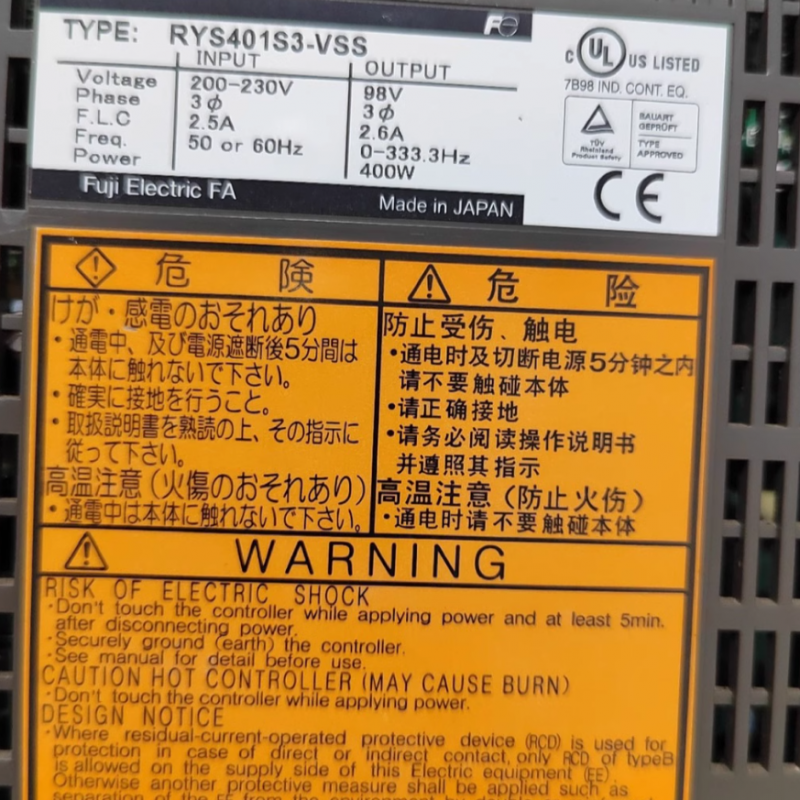 TYPE: RYS401S3-VSS
INPUT OUTPUT
Voltage 200-230V 98V
Phase 3φ 3φ
F.L.C 2.5A 2.6A
Freq. 50 or 60Hz 0-333.3Hz
Power 400W
Fuji Electric FA Made in JAPAN
FE
C UL US LISTED
7B98 IND. CONT. EQ.
BAUART
GEPRÜFT
TÜV
Rheinland
Product Safety
TYPE
APPROVED
CE
危険
けが・感電のおそれあり
・通電中、及び電源遮断後5分間は
本体に触れないで下さい。
・確実に接地を行うこと。
・取扱説明書を熟読の上、その指示に
従って下さい。
高温注意(火傷のおそれあり)
・通電中は本体に触れないで下さい。
危险
防止受伤、触电
•通电时及切断电源5分钟之内
请不要触碰本体
•请正确接地
•请务必阅读操作说明书
并遵照其指示
高温注意(防止火伤)
•通电时请不要触碰本体
WARNING
RISK OF ELECTRIC SHOCK
・Don't touch the controller while applying power and at least 5min.
after disconnecting power.
・Securely ground (earth) the controller.
・See manual for detail before use.
CAUTION HOT CONTROLLER (MAY CAUSE BURN)
・Don't touch the controller while applying power.
DESIGN NOTICE
・Where residual-current-operated protective device (RCD) is used for
protection in case of direct or indirect contact, only RCD of typeB
is allowed on the supply side of this Electric equipment (EE).
Otherwise another protective measure shall be applied such as
separation of the EE from the environment by